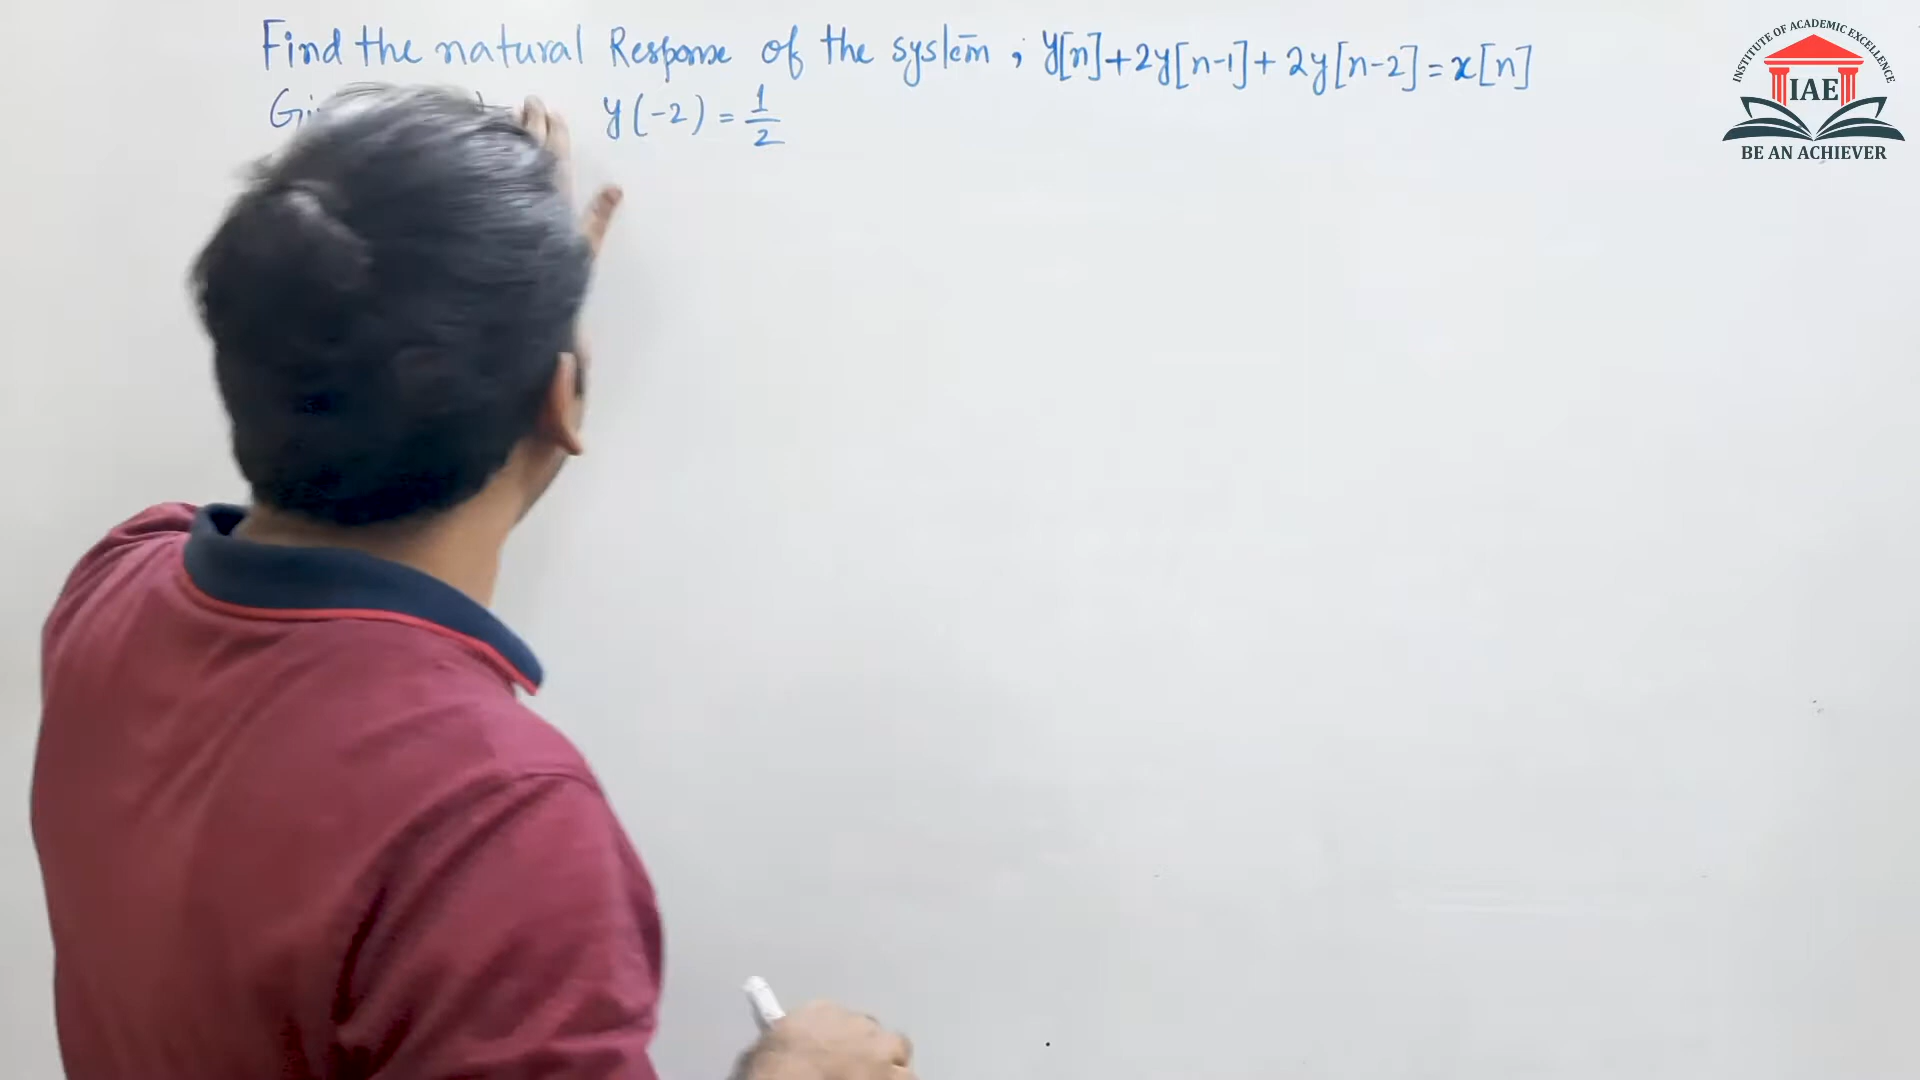 Find the natural Response of the system ; y[n]+2y[n-1]+2y[n-2]=x[n]
y(-2) = 1/2
INSTITUTE OF ACADEMIC EXCELLENCE
IAE
BE AN ACHIEVER